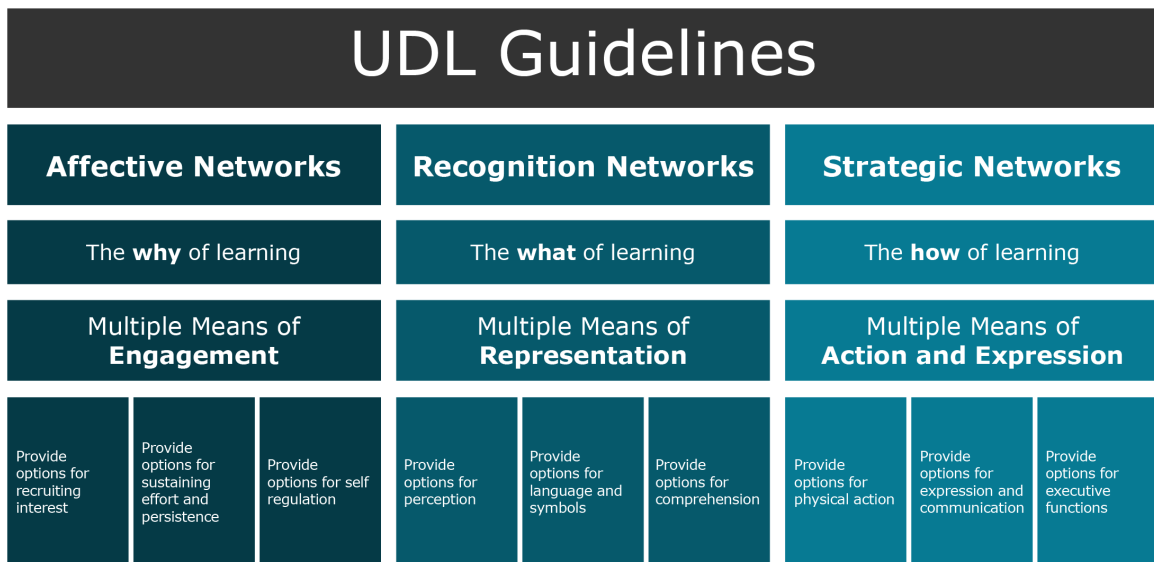 UDL Guidelines
Affective Networks
Recognition Networks
Strategic Networks
The why of learning
The what of learning
The how of learning
Multiple Means of
Engagement
Multiple Means of
Representation
Multiple Means of
Action and Expression
Provide
options for
recruiting
interest
Provide
options for
sustaining
effort and
persistence
Provide
options for self
regulation
Provide
options for
perception
Provide
options for
language and
symbols
Provide
options for
comprehension
Provide
options for
physical action
Provide
options for
expression and
communication
Provide
options for
executive
functions